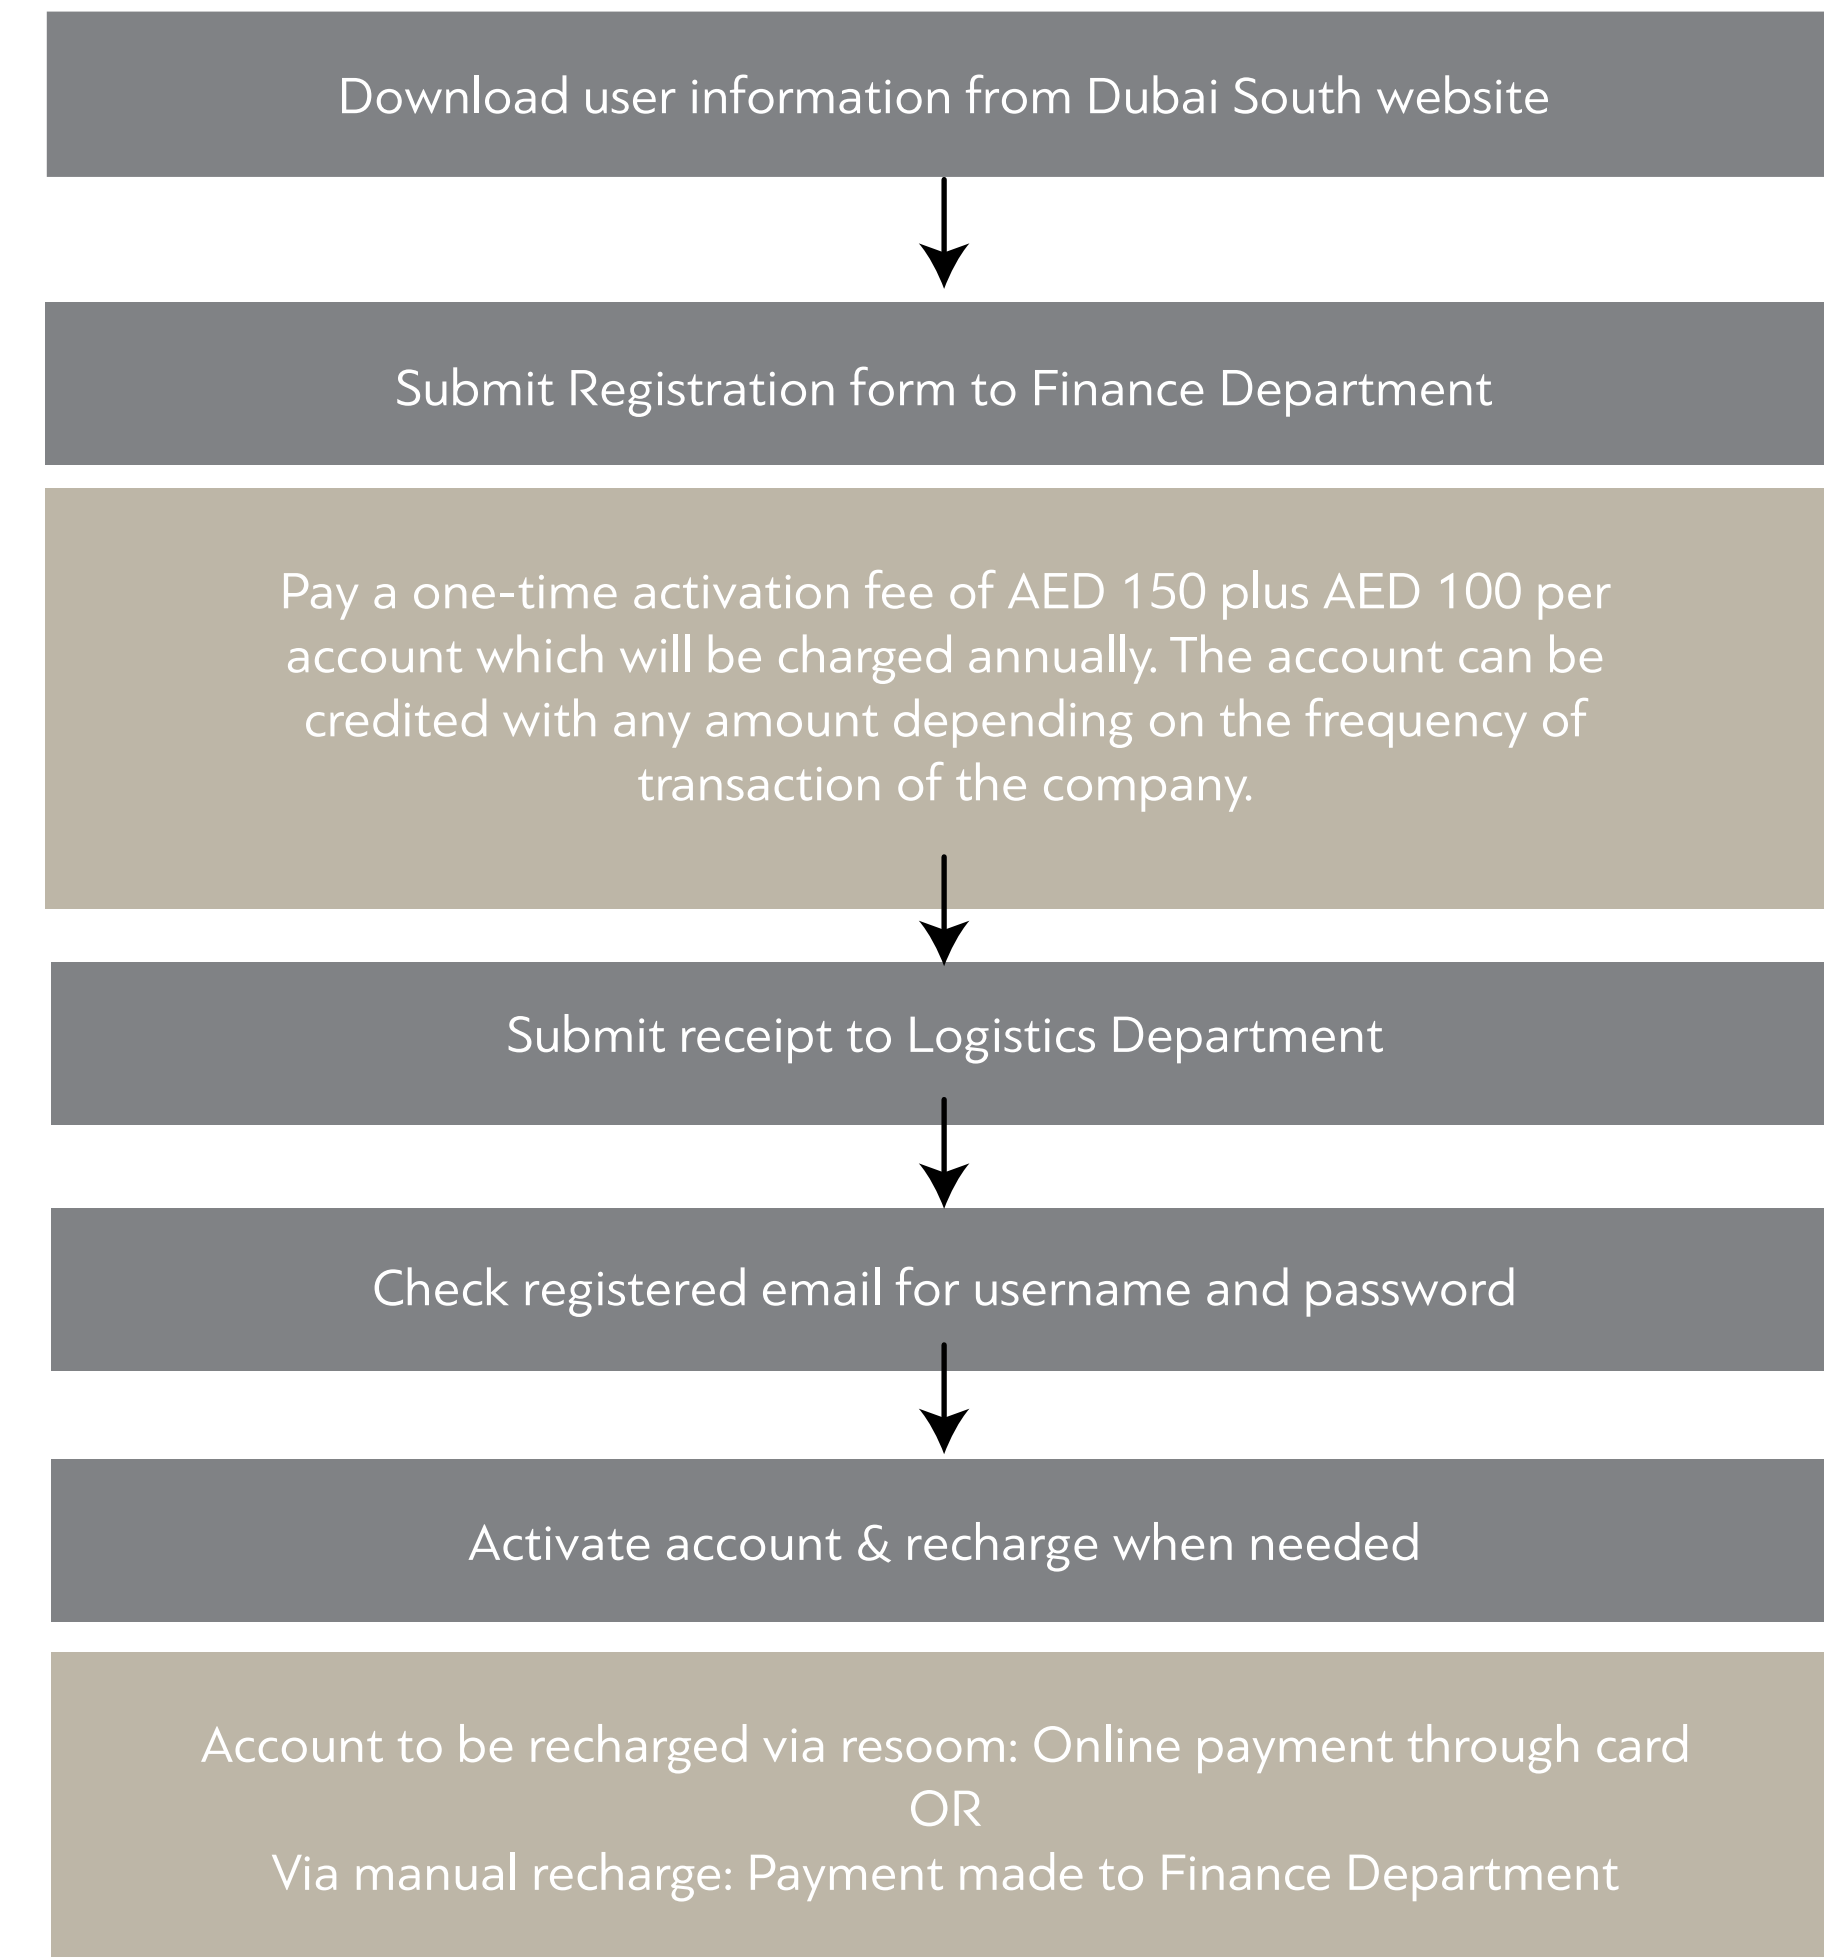 Download user information from Dubai South website
Submit Registration form to Finance Department
Pay a one-time activation fee of AED 150 plus AED 100 per
account which will be charged annually. The account can be
credited with any amount depending on the frequency of
transaction of the company.
Submit receipt to Logistics Department
Check registered email for username and password
Activate account & recharge when needed
Account to be recharged via resoom: Online payment through card
OR
Via manual recharge: Payment made to Finance Department